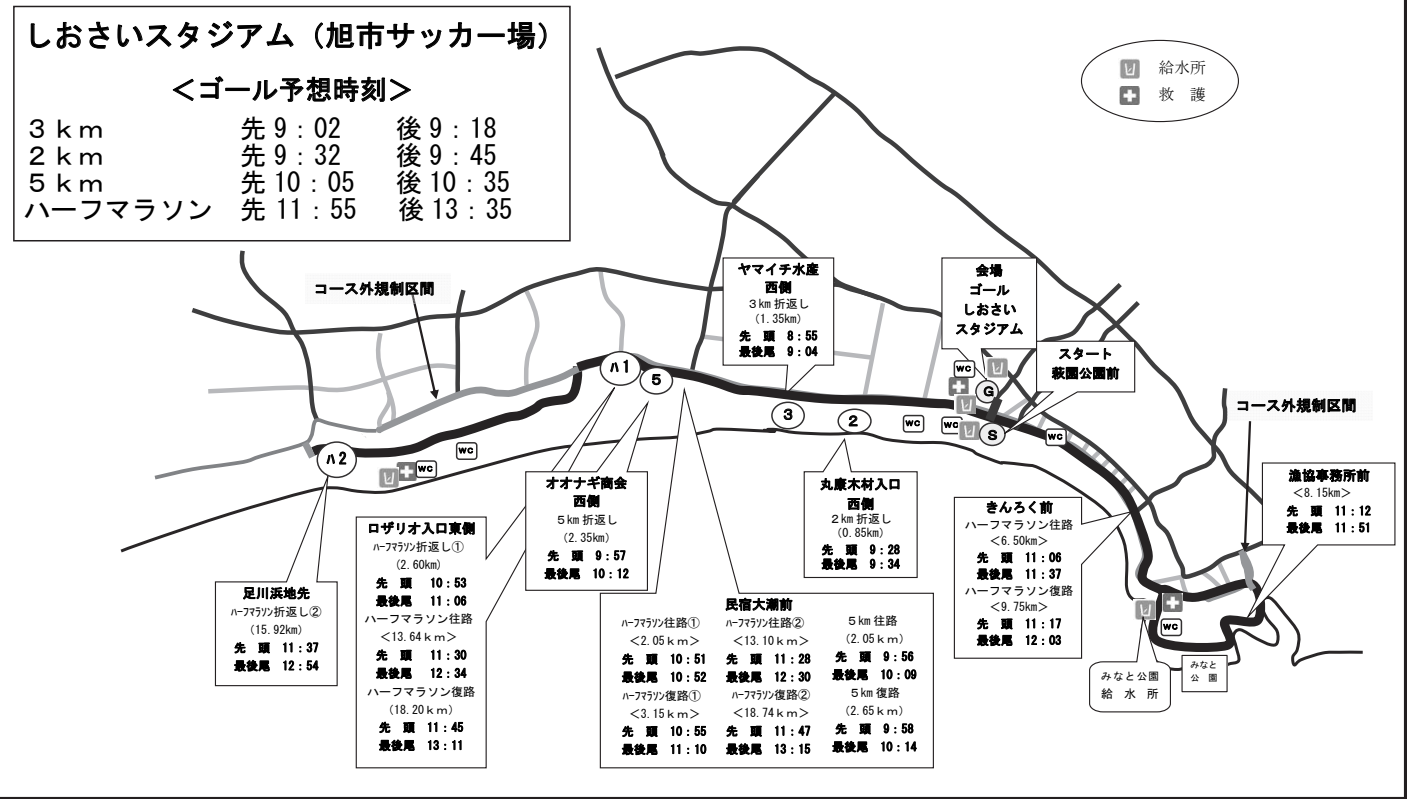 しおさいスタジアム（旭市サッカー場）
＜ゴール予想時刻＞
３ｋｍ 先 9：02 後 9：18
２ｋｍ 先 9：32 後 9：45
５ｋｍ 先 10：05 後 10：35
ハーフマラソン 先 11：55 後 13：35
給水所
救 護
コース外規制区間
ヤマイチ水産
西側
３㎞折返し
（1.35km）
先 頭 8：55
最後尾 9：04
会場
ゴール
しおさい
スタジアム
スタート
萩園公園前
コース外規制区間
ハ1
5
3
2
ハ2
G
S
WC
WC
WC
WC
WC
WC
WC
オオナギ商会
西側
５㎞折返し
（2.35km）
先 頭 9：57
最後尾 10：12
丸康木材入口
西側
２㎞折返し
（0.85km）
先 頭 9：28
最後尾 9：34
漁協事務所前
＜8.15km＞
先 頭 11：12
最後尾 11：51
きんろく前
ハーフマラソン往路
＜6.50km＞
先 頭 11：06
最後尾 11：37
ハーフマラソン復路
＜9.75km＞
先 頭 11：17
最後尾 12：03
ロザリオ入口東側
ハーフマラソン折返し①
（2.60km）
先 頭 10：53
最後尾 11：06
ハーフマラソン往路
＜13.64ｋｍ＞
先 頭 11：30
最後尾 12：34
ハーフマラソン復路
（18.20ｋｍ）
先 頭 11：45
最後尾 13：11
足川浜地先
ハーフマラソン折返し②
（15.92km）
先 頭 11：37
最後尾 12：54
民宿大潮前
ハーフマラソン往路①
＜2.05ｋｍ＞
先 頭 10：51
最後尾 10：52
ハーフマラソン復路①
＜3.15ｋｍ＞
先 頭 10：55
最後尾 11：10
ハーフマラソン往路②
＜13.10ｋｍ＞
先 頭 11：28
最後尾 12：30
ハーフマラソン復路②
＜18.74ｋｍ＞
先 頭 11：47
最後尾 13：15
５㎞往路
（2.05ｋｍ）
先 頭 9：56
最後尾 10：09
５㎞復路
（2.65ｋｍ）
先 頭 9：58
最後尾 10：14
みなと公園
給 水 所
みなと
公 園